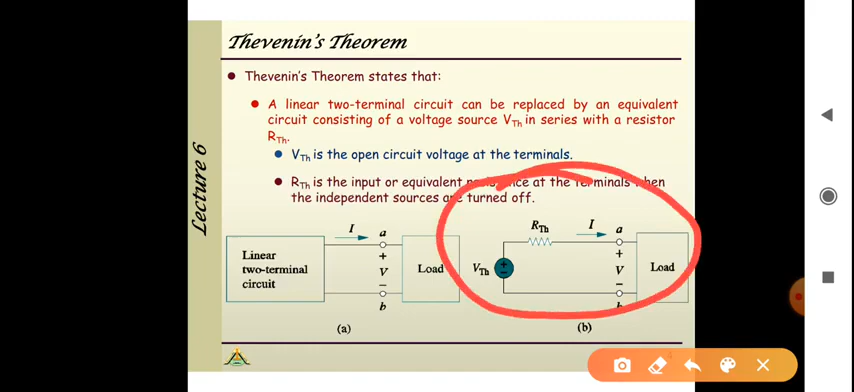 Thevenin's Theorem
Thevenin's Theorem states that:
A linear two-terminal circuit can be replaced by an equivalent
circuit consisting of a voltage source VTh in series with a resistor
RTh.
VTh is the open circuit voltage at the terminals.
RTh is the input or equivalent resistance at the terminals when
the independent sources are turned off.
Lecture 6
I
a
+
V
−
b
Linear
two-terminal
circuit
Load
(a)
RTh
I
a
VTh
+
−
+
V
−
b
Load
(b)